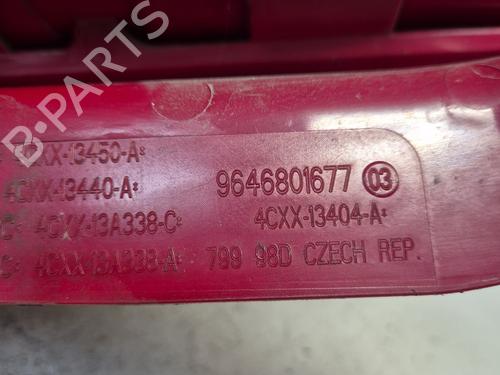 4CXX-13450-A:
4CXX-13440-A:
4CXX-13A338-C:
4CXX-13A338-A:
9646801677 03
4CXX-13404-A:
799 98D CZECH REP.
B-PARTS